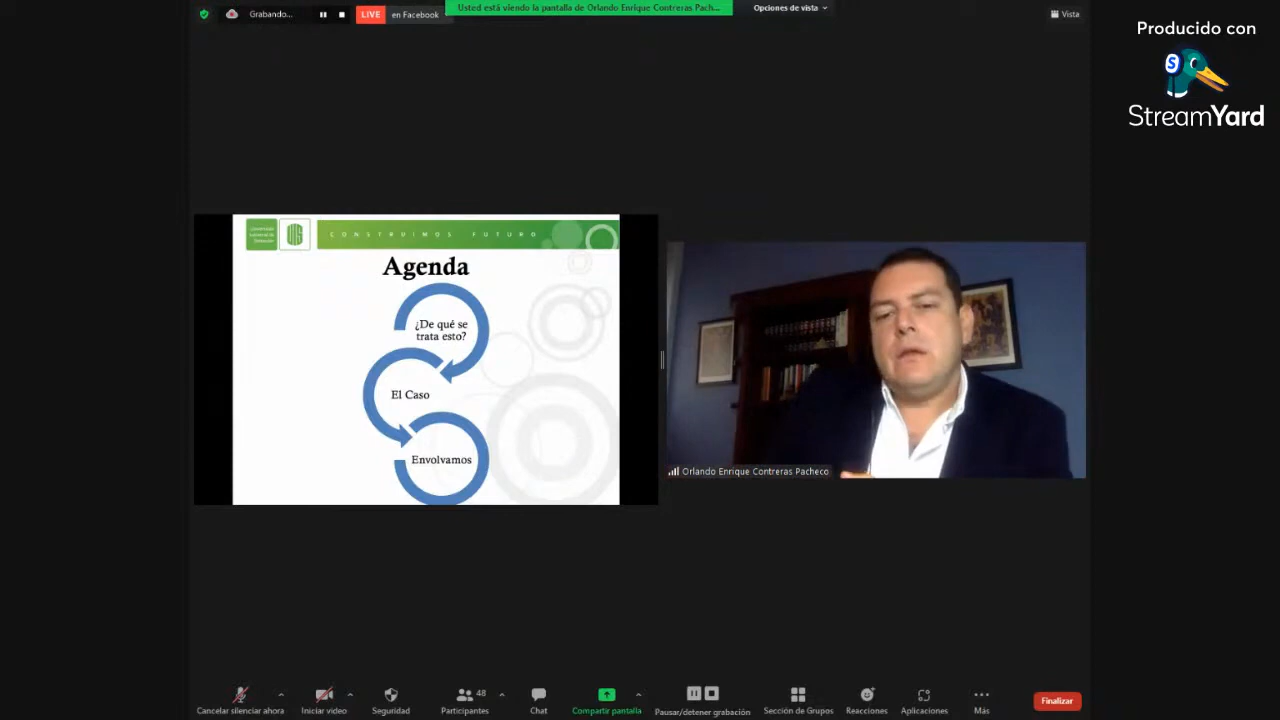 Grabando...
LIVE
en Facebook
Usted está viendo la pantalla de Orlando Enrique Contreras Pach...
Opciones de vista
Vista
Producido con
S
StreamYard
UIS
CONSTRUIMOS FUTURO
Agenda
¿De qué se
trata esto?
El Caso
Envolvamos
Orlando Enrique Contreras Pacheco
Cancelar silenciar ahora
Iniciar video
Seguridad
48
Participantes
Chat
Compartir pantalla
Pausar/detener grabación
Sección de Grupos
Reacciones
Aplicaciones
Más
Finalizar